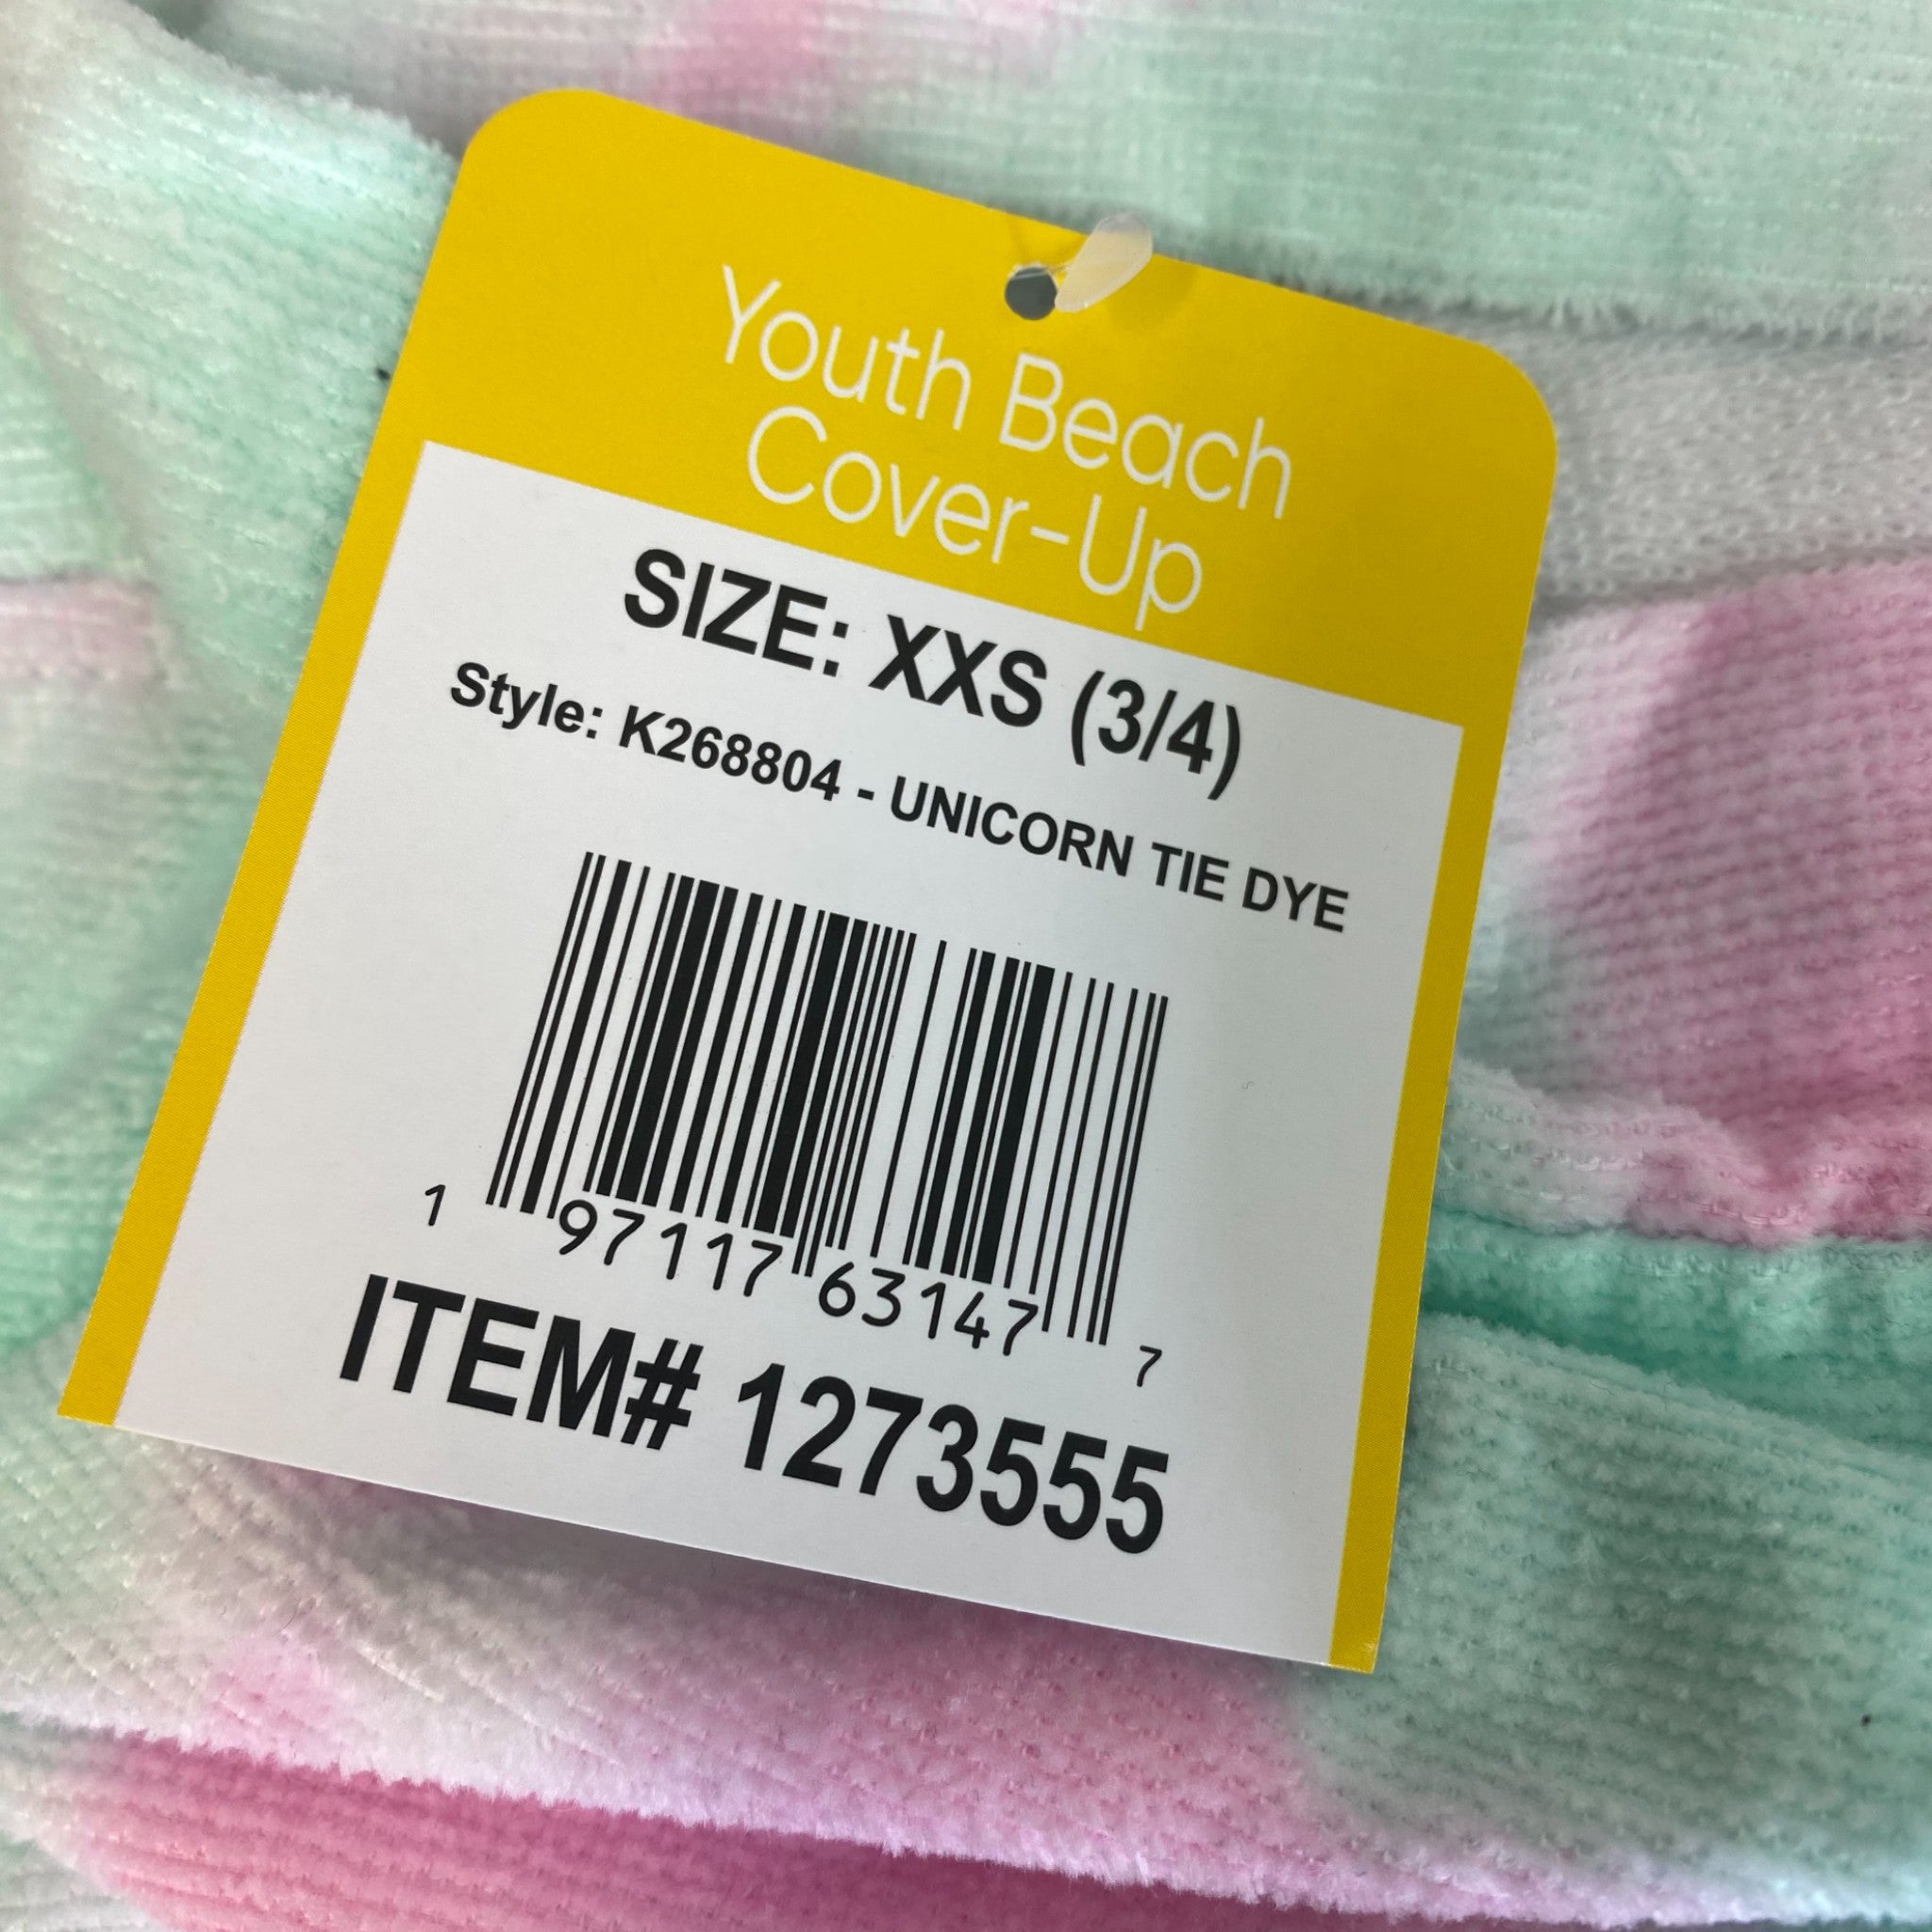 Youth Beach
Cover-Up
SIZE: XXS (3/4)
Style: K268804 - UNICORN TIE DYE
1 97117 63147 7
ITEM# 1273555